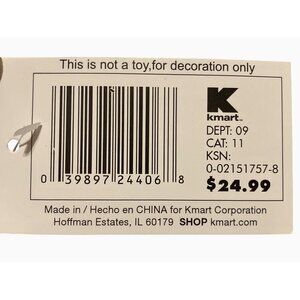 This is not a toy,for decoration only
K
kmart
DEPT: 09
CAT: 11
KSN:
0-02151757-8
$24.99
0 39897 24406 8
Made in / Hecho en CHINA for Kmart Corporation
Hoffman Estates, IL 60179 SHOP kmart.com